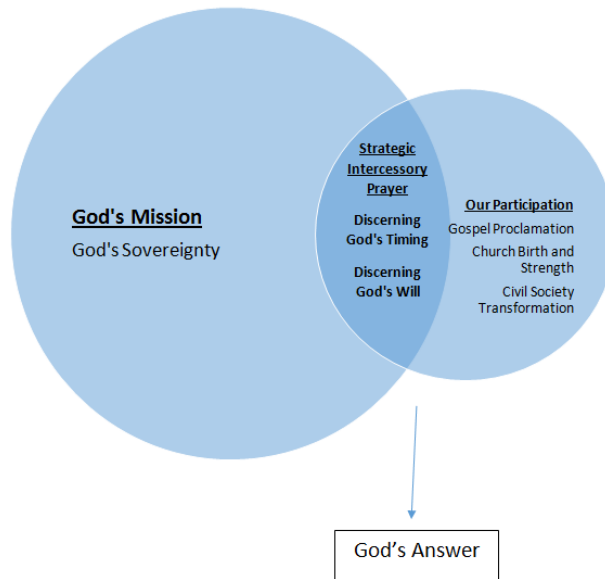 God's Mission
God's Sovereignty
Strategic
Intercessory
Prayer
Discerning
God's Timing
Discerning
God's Will
Our Participation
Gospel Proclamation
Church Birth and
Strength
Civil Society
Transformation
God’s Answer